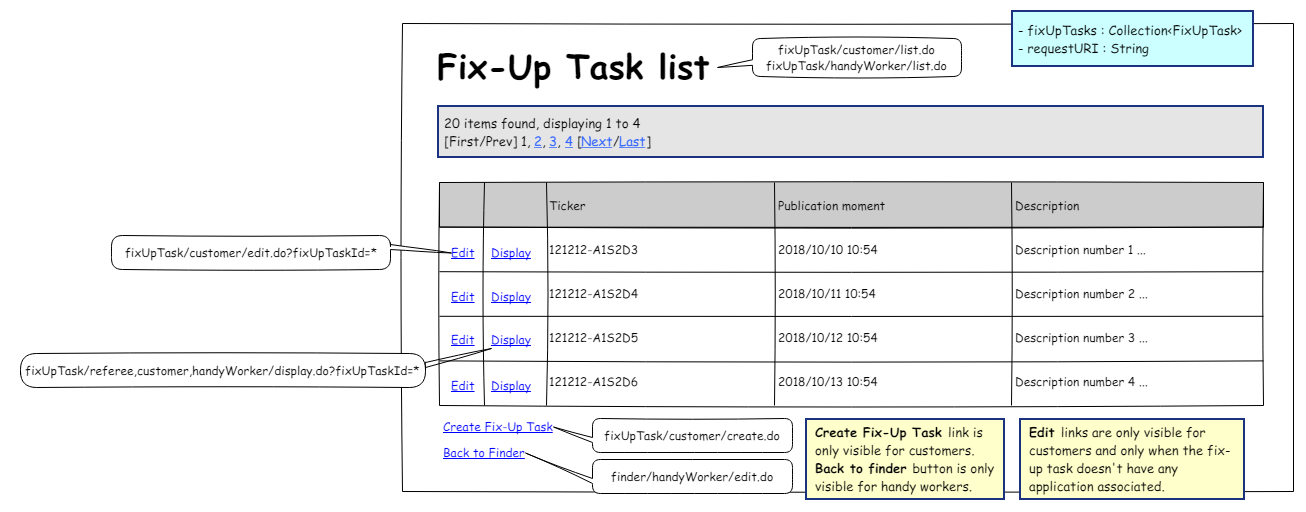 - fixUpTasks : Collection<FixUpTask>
- requestURI : String
Fix-Up Task list
fixUpTask/customer/list.do
fixUpTask/handyWorker/list.do
20 items found, displaying 1 to 4
[First/Prev] 1, 2, 3, 4 [Next/Last]
Ticker Publication moment Description
fixUpTask/customer/edit.do?fixUpTaskId=*
Edit Display 121212-A1S2D3 2018/10/10 10:54 Description number 1 ...
Edit Display 121212-A1S2D4 2018/10/11 10:54 Description number 2 ...
Edit Display 121212-A1S2D5 2018/10/12 10:54 Description number 3 ...
fixUpTask/referee,customer,handyWorker/display.do?fixUpTaskId=*
Edit Display 121212-A1S2D6 2018/10/13 10:54 Description number 4 ...
Create Fix-Up Task
fixUpTask/customer/create.do
Back to Finder
finder/handyWorker/edit.do
Create Fix-Up Task link is
only visible for customers.
Back to finder button is only
visible for handy workers.
Edit links are only visible for
customers and only when the fix-
up task doesn't have any
application associated.